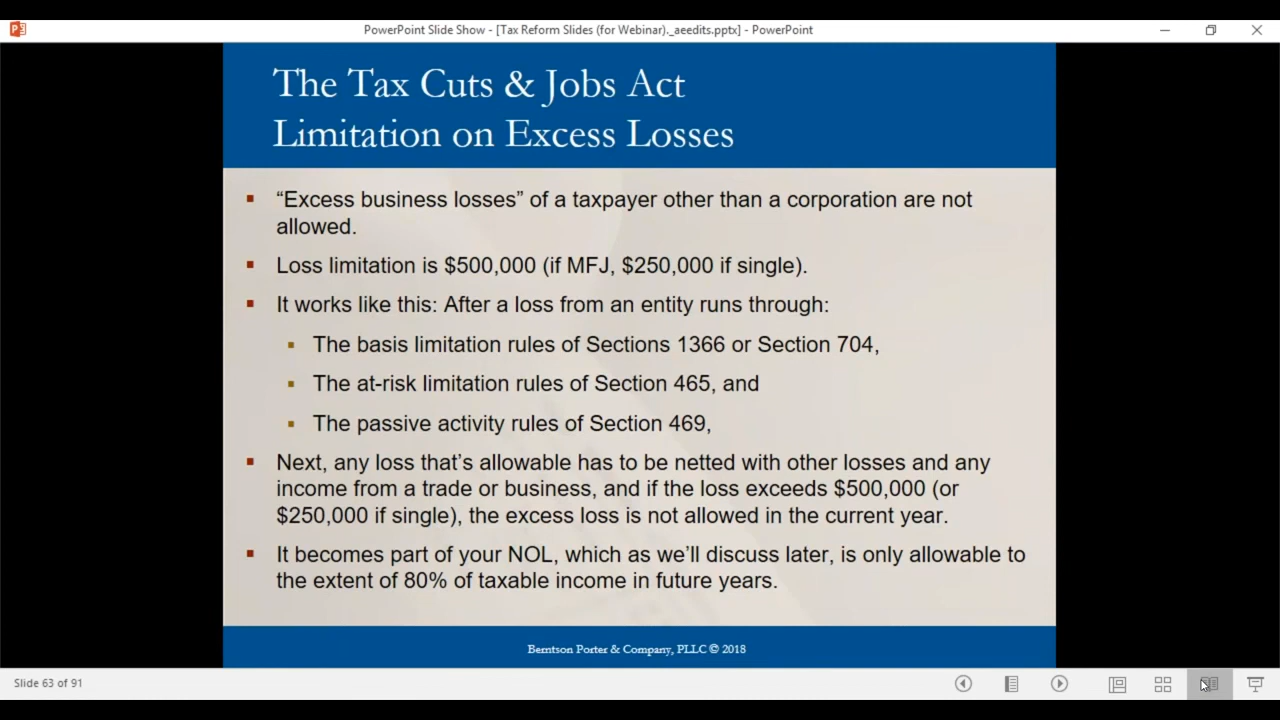 PowerPoint Slide Show - [Tax Reform Slides (for Webinar)._aeedits.pptx] - PowerPoint
The Tax Cuts & Jobs Act
Limitation on Excess Losses
▪ “Excess business losses” of a taxpayer other than a corporation are not
allowed.
▪ Loss limitation is $500,000 (if MFJ, $250,000 if single).
▪ It works like this: After a loss from an entity runs through:
▪ The basis limitation rules of Sections 1366 or Section 704,
▪ The at-risk limitation rules of Section 465, and
▪ The passive activity rules of Section 469,
▪ Next, any loss that’s allowable has to be netted with other losses and any
income from a trade or business, and if the loss exceeds $500,000 (or
$250,000 if single), the excess loss is not allowed in the current year.
▪ It becomes part of your NOL, which as we’ll discuss later, is only allowable to
the extent of 80% of taxable income in future years.
Berntson Porter & Company, PLLC © 2018
Slide 63 of 91